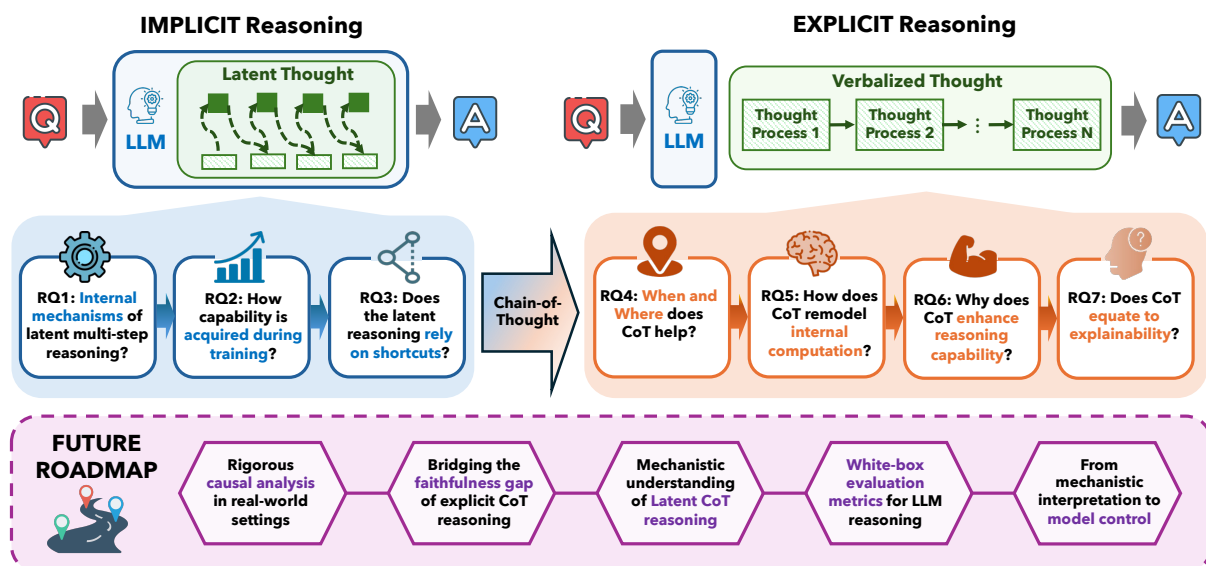 IMPLICIT Reasoning
EXPLICIT Reasoning
Q
LLM
Latent Thought
A
Q
LLM
Verbalized Thought
Thought
Process 1
Thought
Process 2
...
Thought
Process N
A
RQ1: Internal
mechanisms of
latent multi-step
reasoning?
RQ2: How
capability is
acquired during
training?
RQ3: Does
the latent
reasoning rely
on shortcuts?
Chain-of-
Thought
RQ4: When and
Where does
CoT help?
RQ5: How does
CoT remodel
internal
computation?
RQ6: Why does
CoT enhance
reasoning
capability?
?
RQ7: Does CoT
equate to
explainability?
FUTURE
ROADMAP
Rigorous
causal analysis
in real-world
settings
Bridging the
faithfulness gap
of explicit CoT
reasoning
Mechanistic
understanding
of Latent CoT
reasoning
White-box
evaluation
metrics for LLM
reasoning
From
mechanistic
interpretation to
model control